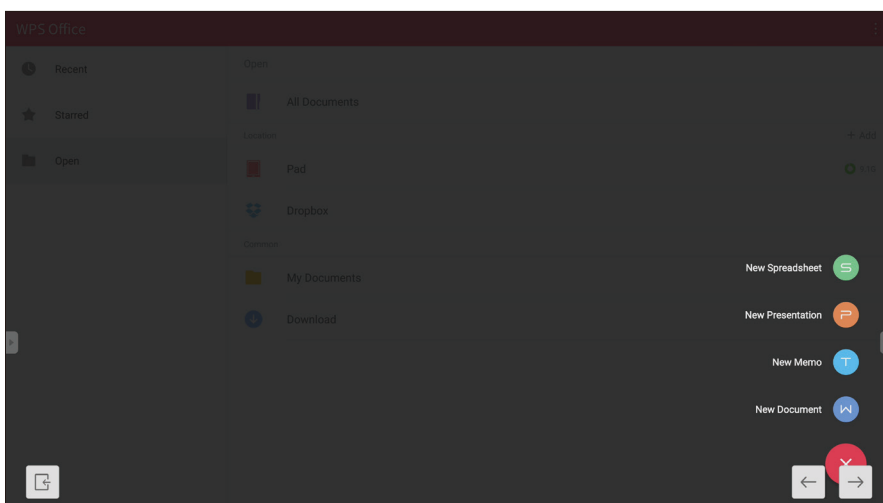 WPS Office
Recent
Starred
Open
Open
All Documents
Location
+ Add
Pad
Dropbox
Common
My Documents
Download
New Spreadsheet
S
New Presentation
P
New Memo
T
New Document
W